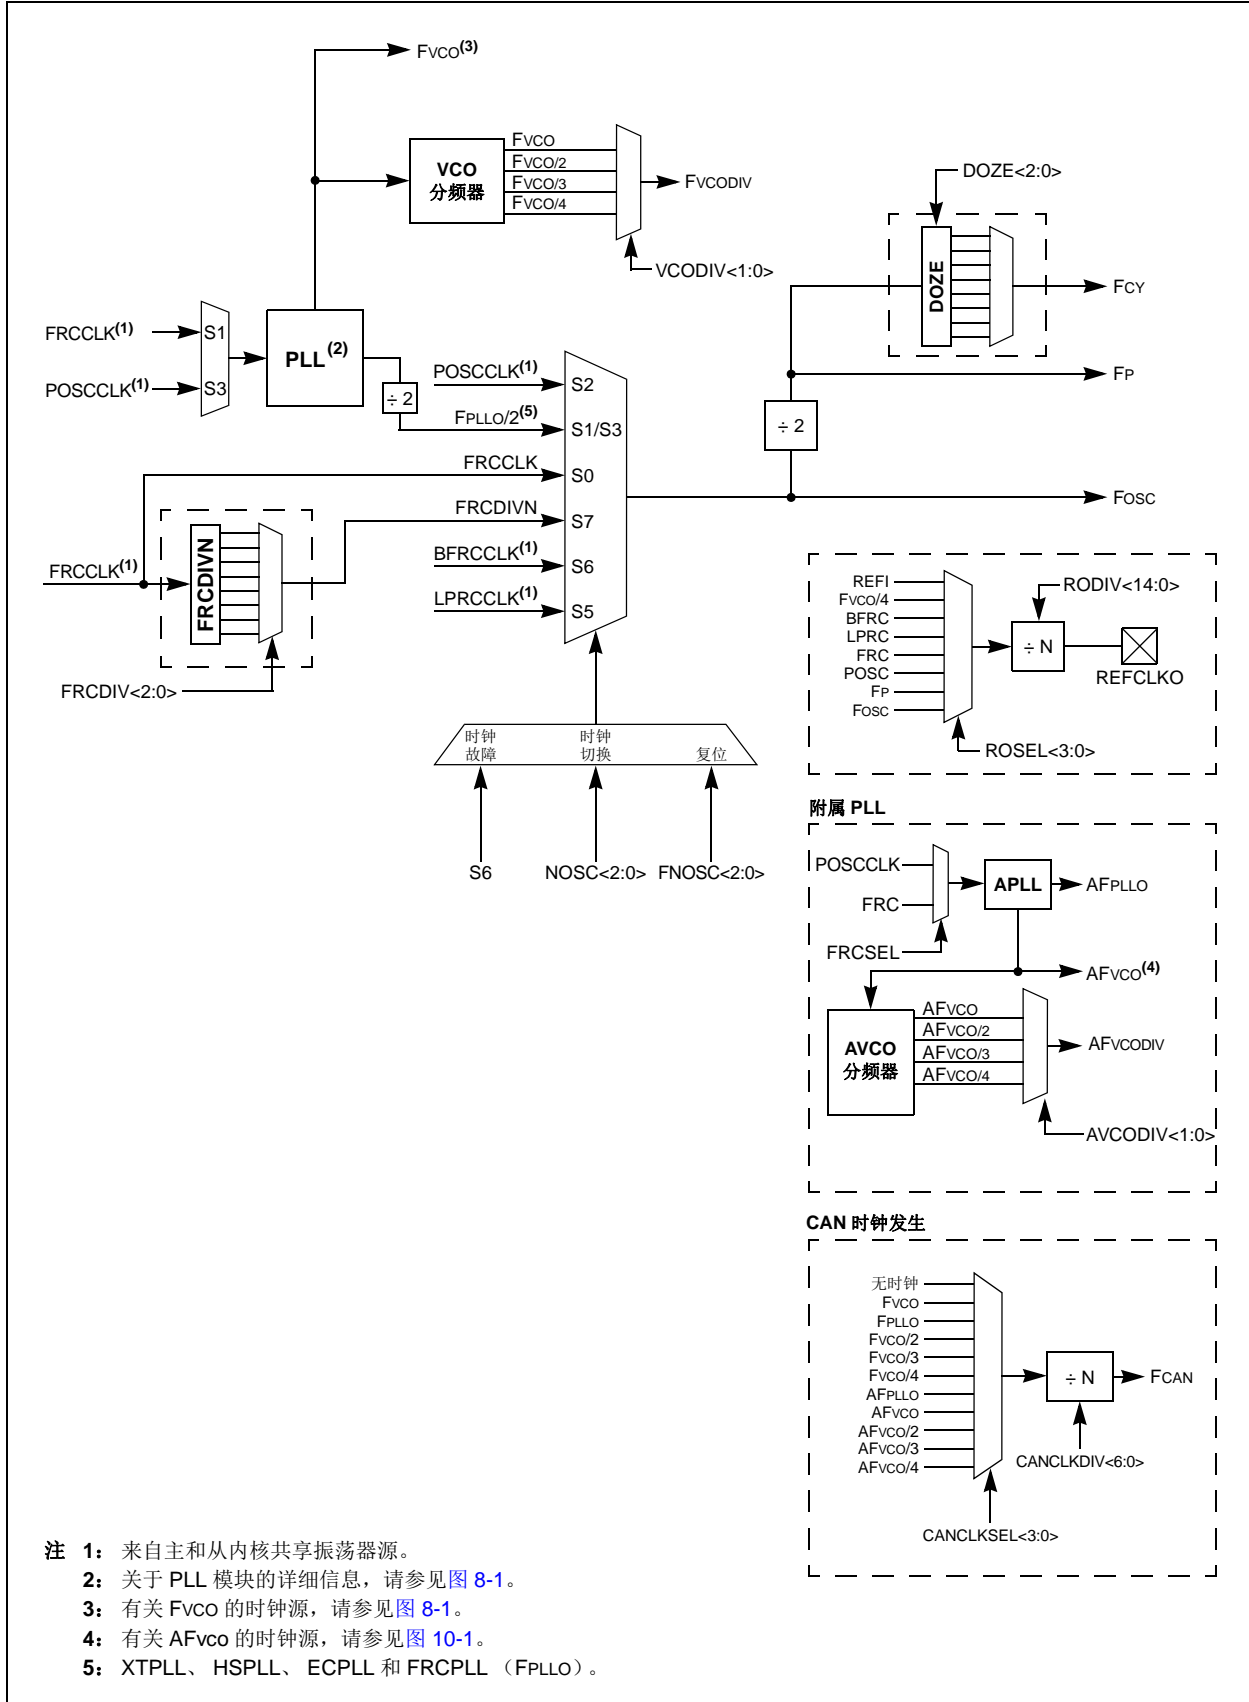 FVCO(3)
VCO
分频器
FVCO
FVCO/2
FVCO/3
FVCO/4
FVCODIV
VCODIV<1:0>
DOZE<2:0>
DOZE
FCY
FRCCLK(1)
S1
POSCCLK(1)
S3
PLL(2)
÷ 2
POSCCLK(1)
S2
FPLLO/2(5)
S1/S3
FRCCLK
S0
FRCDIVN
S7
BFRCCLK(1)
S6
LPRCCLK(1)
S5
FP
÷ 2
FOSC
FRCCLK(1)
FRCDIVN
FRCDIV<2:0>
时钟
故障
时钟
切换
复位
S6
NOSC<2:0>
FNOSC<2:0>
REFI
FVCO/4
BFRC
LPRC
FRC
POSC
FP
FOSC
RODIV<14:0>
÷ N
REFCLKO
ROSEL<3:0>
附属 PLL
POSCCLK
FRC
FRCSEL
APLL
AFPLLO
AFVCO(4)
AVCO
分频器
AFVCO
AFVCO/2
AFVCO/3
AFVCO/4
AFVCODIV
AVCODIV<1:0>
CAN 时钟发生
无时钟
FVCO
FPLLO
FVCO/2
FVCO/3
FVCO/4
AFPLLO
AFVCO
AFVCO/2
AFVCO/3
AFVCO/4
÷ N
FCAN
CANCLKDIV<6:0>
CANCLKSEL<3:0>
注 1： 来自主和从内核共享振荡器源。
2： 关于 PLL 模块的详细信息，请参见图 8-1。
3： 有关 FVCO 的时钟源，请参见图 8-1。
4： 有关 AFVCO 的时钟源，请参见图 10-1。
5： XTPLL、 HSPLL、 ECPLL 和 FRCPLL （FPLLO）。